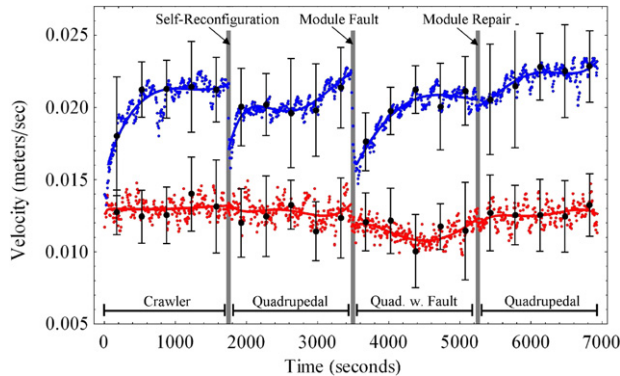 Self-Reconfiguration Module Fault Module Repair
0.025
0.020
0.015
0.010
0.005
Velocity (meters/sec)
Crawler Quadrupedal Quad. w. Fault Quadrupedal
0 1000 2000 3000 4000 5000 6000 7000
Time (seconds)